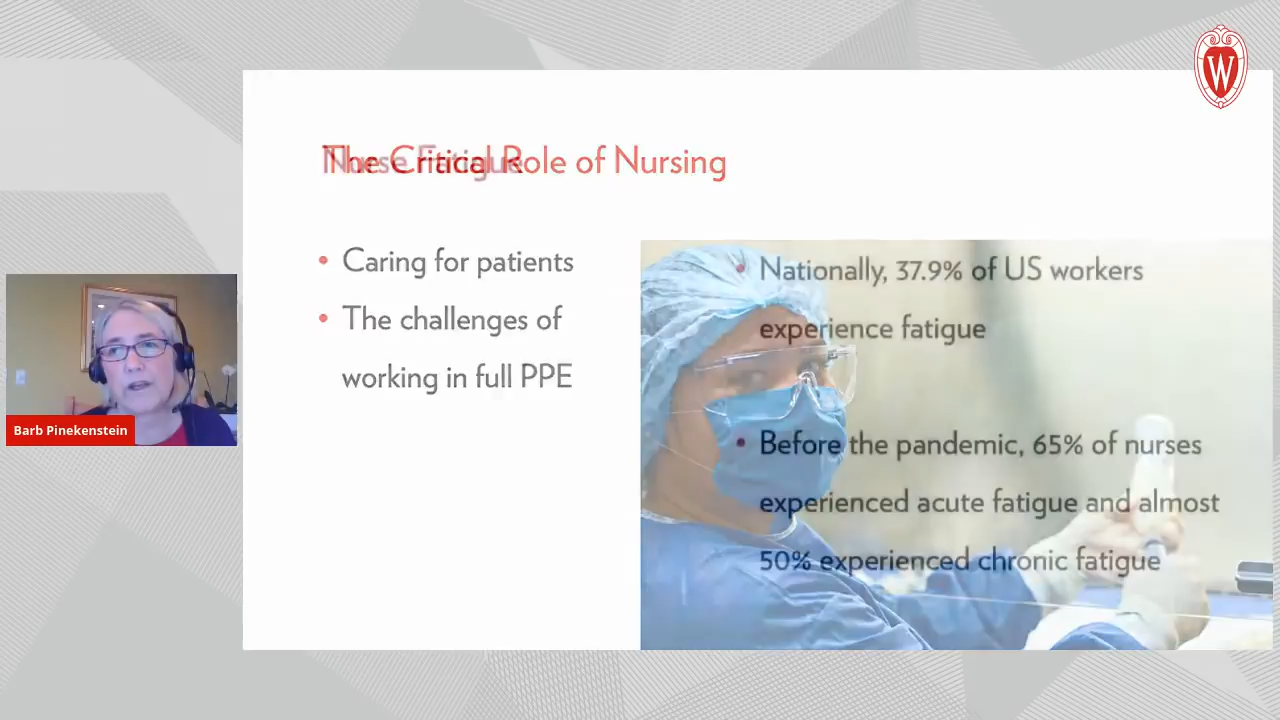 W
The Critical Role of Nursing
Nurse Fatigue
Caring for patients
The challenges of
working in full PPE
Nationally, 37.9% of US workers
experience fatigue
Before the pandemic, 65% of nurses
experienced acute fatigue and almost
50% experienced chronic fatigue
Barb Pinekenstein